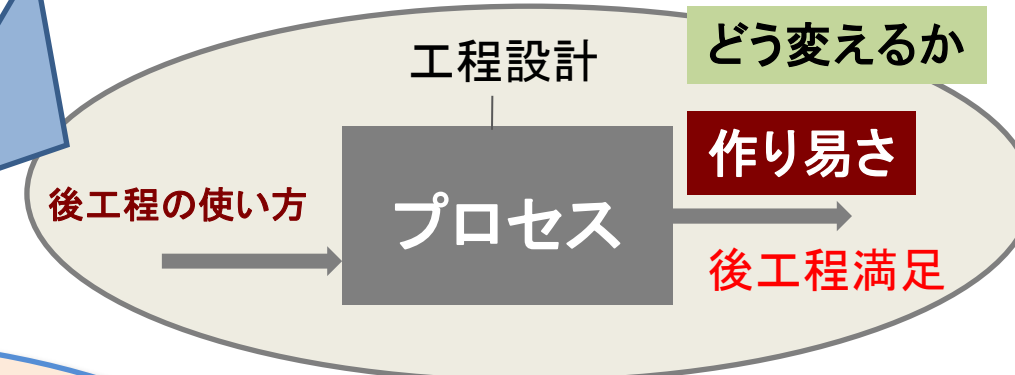 どう変えるか
工程設計
作り易さ
後工程の使い方
プロセス
後工程満足